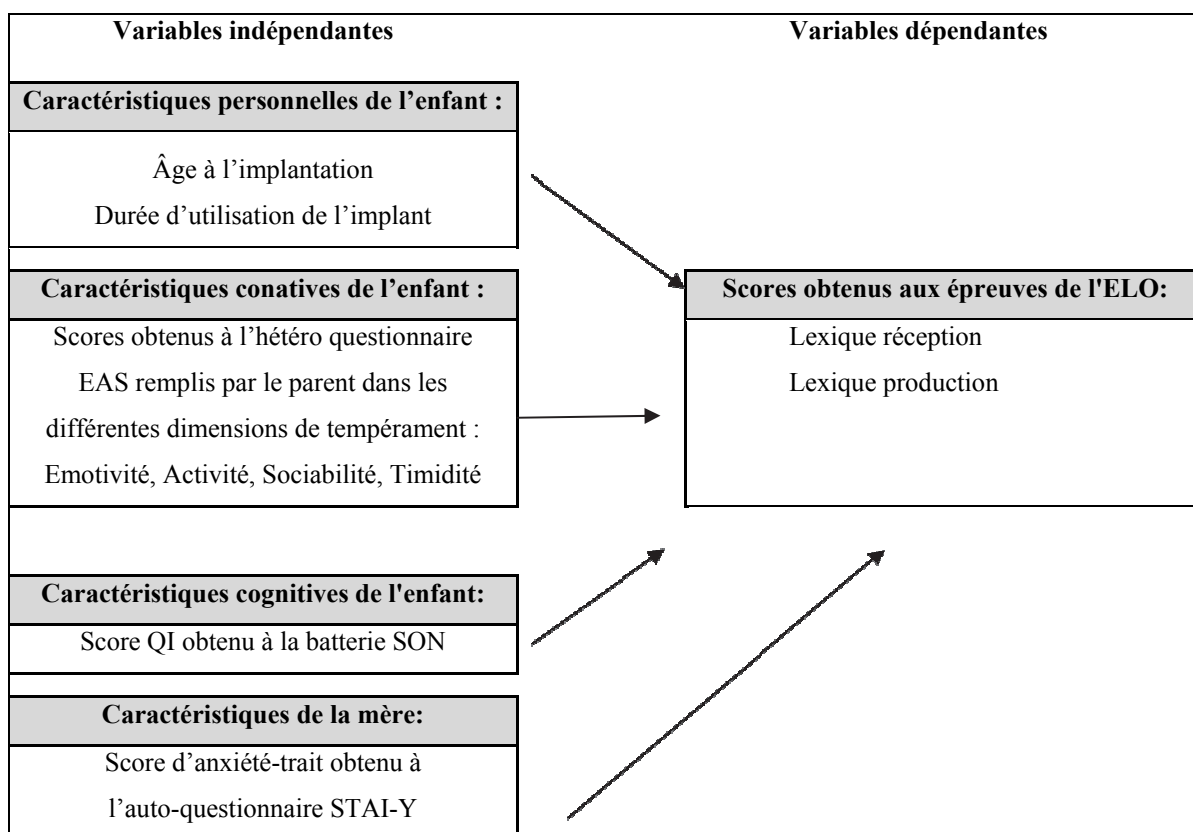 Variables indépendantes
Variables dépendantes
Caractéristiques personnelles de l’enfant :
Âge à l’implantation
Durée d’utilisation de l’implant
Caractéristiques conatives de l’enfant :
Scores obtenus à l’hétéro questionnaire
EAS remplis par le parent dans les
différentes dimensions de tempérament :
Emotivité, Activité, Sociabilité, Timidité
Scores obtenus aux épreuves de l'ELO:
Lexique réception
Lexique production
Caractéristiques cognitives de l'enfant:
Score QI obtenu à la batterie SON
Caractéristiques de la mère:
Score d’anxiété-trait obtenu à
l’auto-questionnaire STAI-Y